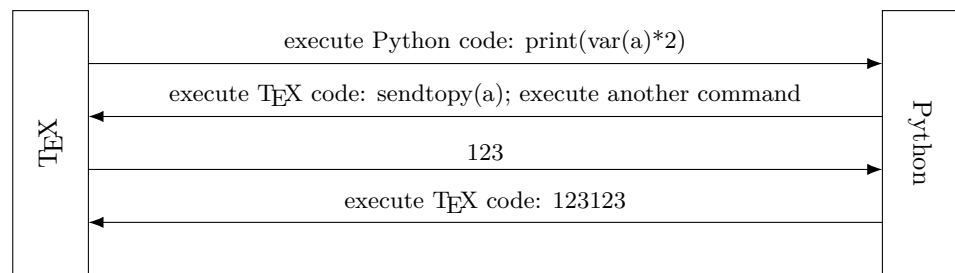 execute Python code: print(var(a)*2)
execute TEX code: sendtopy(a); execute another command
TEX
Python
123
execute TEX code: 123123